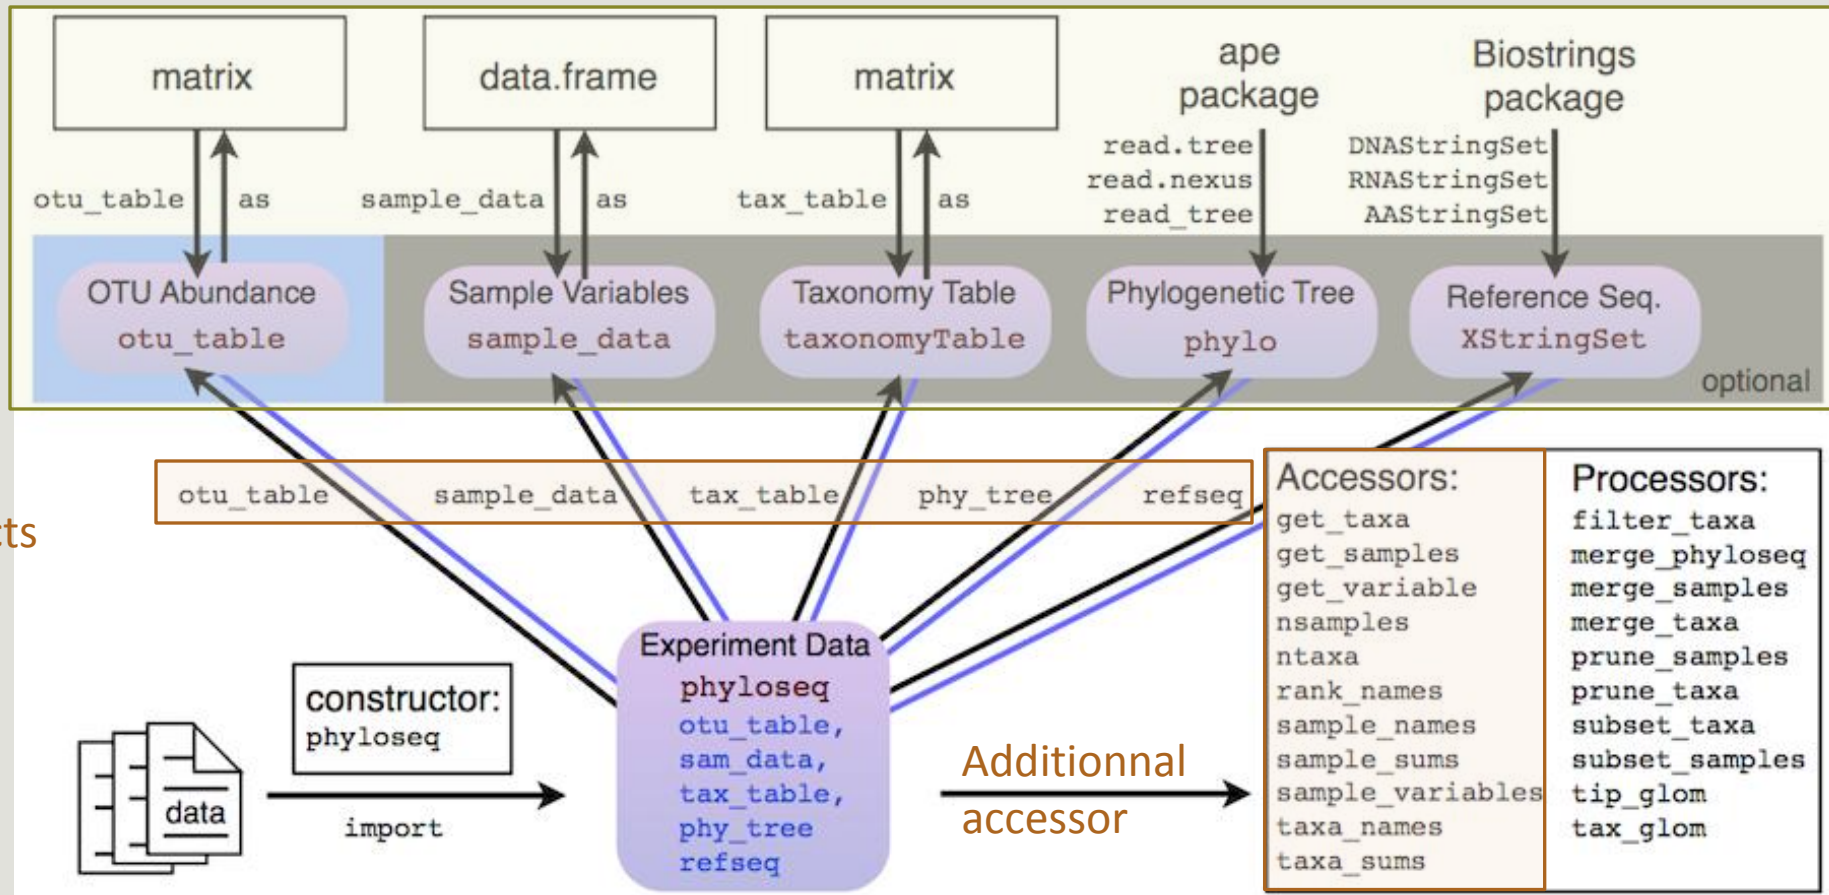 matrix
data.frame
matrix
ape
package
Biostrings
package
otu_table
as
sample_data
as
tax_table
as
read.tree
read.nexus
read_tree
DNAStringSet
RNAStringSet
AAStringSet
OTU Abundance
otu_table
Sample Variables
sample_data
Taxonomy Table
taxonomyTable
Phylogenetic Tree
phylo
Reference Seq.
XStringSet
optional
otu_table
sample_data
tax_table
phy_tree
refseq
cts
data
constructor:
phyloseq
import
Experiment Data
phyloseq
otu_table,
sam_data,
tax_table,
phy_tree
refseq
Additionnal
accessor
Accessors:
get_taxa
get_samples
get_variable
nsamples
ntaxa
rank_names
sample_names
sample_sums
sample_variables
taxa_names
taxa_sums
Processors:
filter_taxa
merge_phyloseq
merge_samples
merge_taxa
prune_samples
prune_taxa
subset_taxa
subset_samples
tip_glom
tax_glom